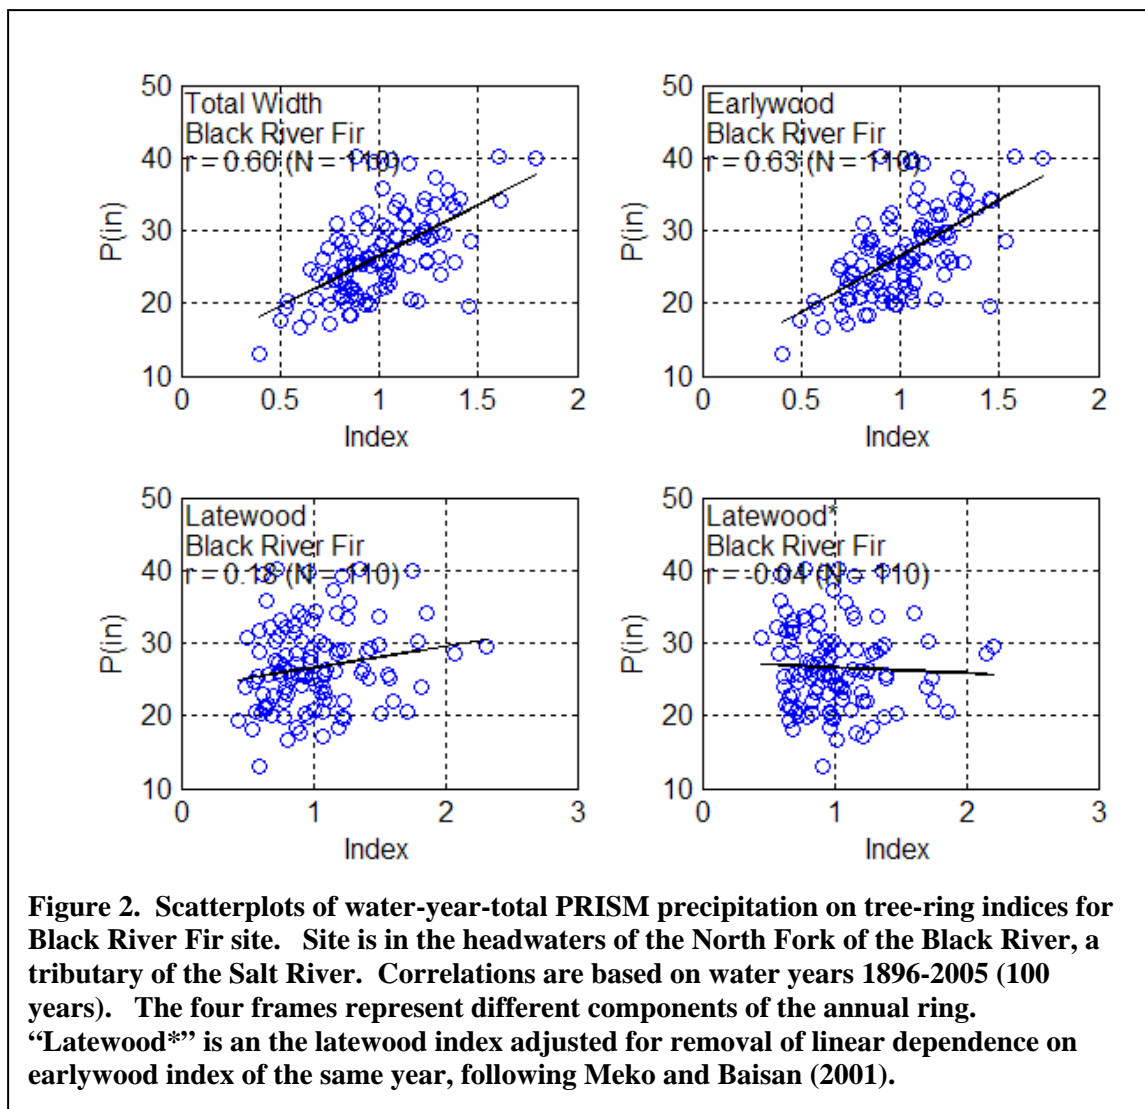 50
40
30
20
10
P(in)
Total Width
Black River Fir
r = 0.60 (N = 110)
0 0.5 1 1.5 2
Index
50
40
30
20
10
P(in)
Earlywood
Black River Fir
r = 0.63 (N = 110)
0 0.5 1 1.5 2
Index
50
40
30
20
10
P(in)
Latewood
Black River Fir
r = 0.18 (N = 110)
0 1 2 3
Index
50
40
30
20
10
P(in)
Latewood*
Black River Fir
r = -0.04 (N = 110)
0 1 2 3
Index
Figure 2. Scatterplots of water-year-total PRISM precipitation on tree-ring indices for
Black River Fir site. Site is in the headwaters of the North Fork of the Black River, a
tributary of the Salt River. Correlations are based on water years 1896-2005 (100
years). The four frames represent different components of the annual ring.
“Latewood*” is an the latewood index adjusted for removal of linear dependence on
earlywood index of the same year, following Meko and Baisan (2001).